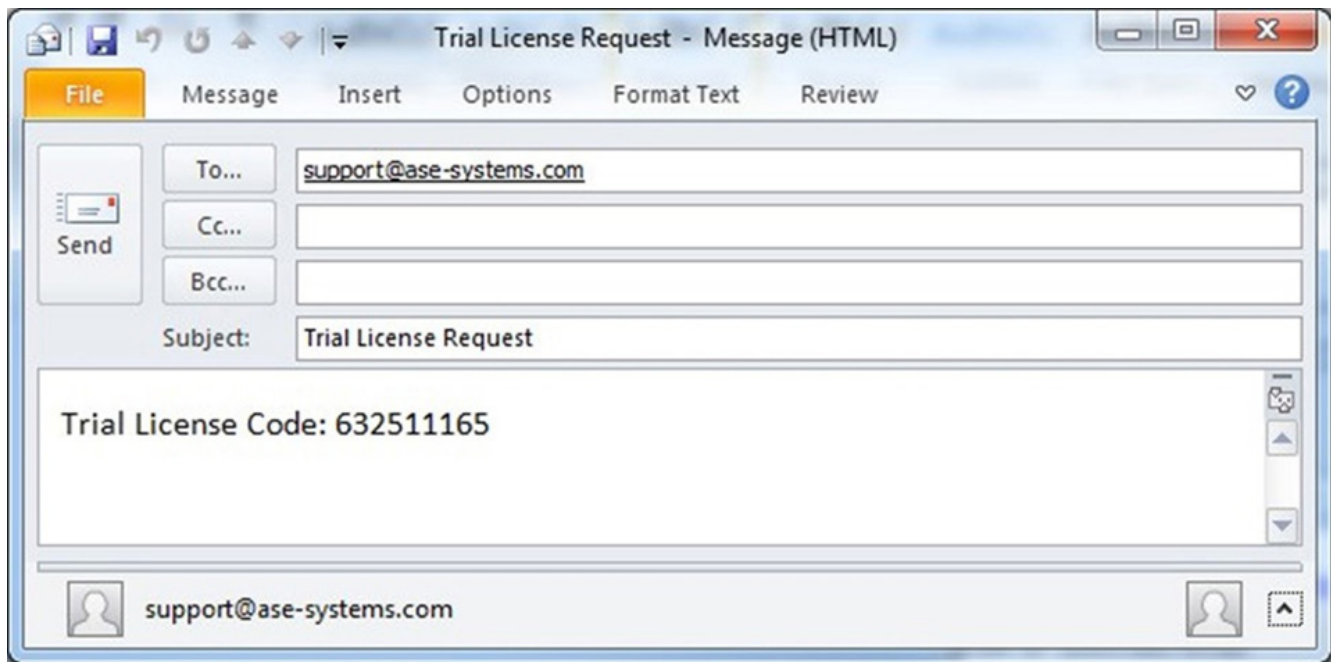 Trial License Request - Message (HTML)
File Message Insert Options Format Text Review
To... support@ase-systems.com
Send
Cc...
Bcc...
Subject: Trial License Request
Trial License Code: 632511165
support@ase-systems.com